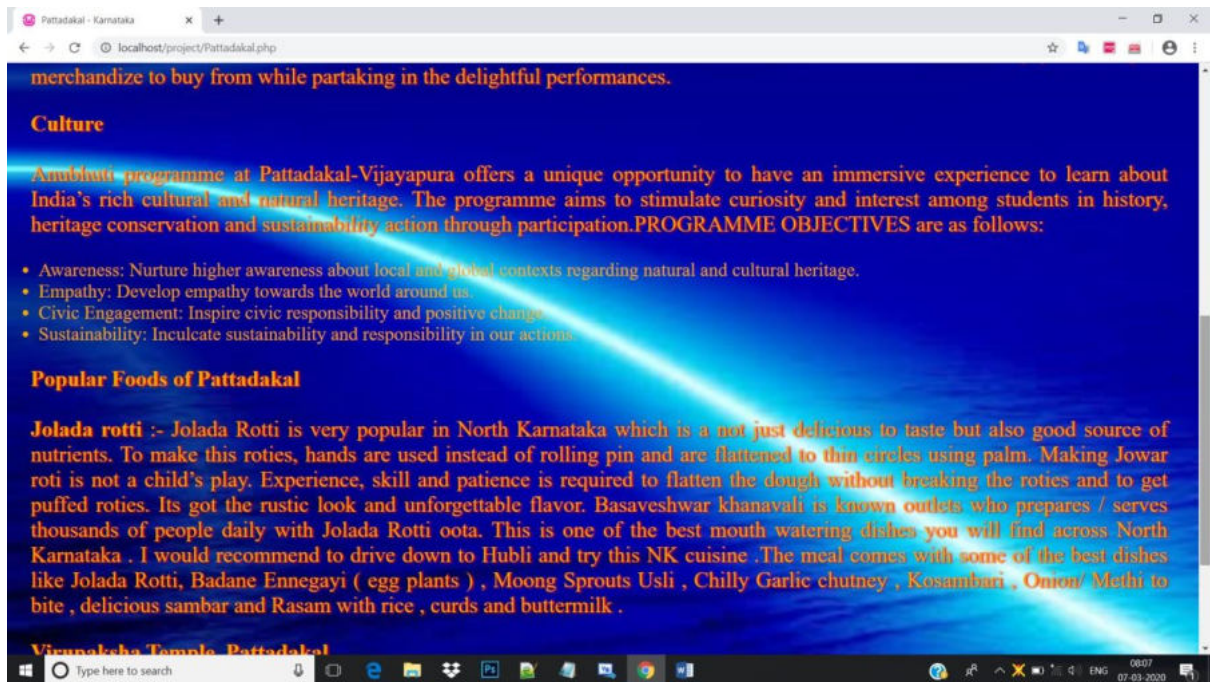 Pattadakal - Karnataka
localhost/project/Pattadakal.php
merchandize to buy from while partaking in the delightful performances.
Culture
Anubhuti programme at Pattadakal-Vijayapura offers a unique opportunity to have an immersive experience to learn about
India’s rich cultural and natural heritage. The programme aims to stimulate curiosity and interest among students in history,
heritage conservation and sustainability action through participation.PROGRAMME OBJECTIVES are as follows:
• Awareness: Nurture higher awareness about local and global contexts regarding natural and cultural heritage.
• Empathy: Develop empathy towards the world around us.
• Civic Engagement: Inspire civic responsibility and positive change.
• Sustainability: Inculcate sustainability and responsibility in our actions.
Popular Foods of Pattadakal
Jolada rotti :- Jolada Rotti is very popular in North Karnataka which is a not just delicious to taste but also good source of
nutrients. To make this roties, hands are used instead of rolling pin and are flattened to thin circles using palm. Making Jowar
roti is not a child’s play. Experience, skill and patience is required to flatten the dough without breaking the roties and to get
puffed roties. Its got the rustic look and unforgettable flavor. Basaveshwar khanavali is known outlets who prepares / serves
thousands of people daily with Jolada Rotti oota. This is one of the best mouth watering dishes you will find across North
Karnataka . I would recommend to drive down to Hubli and try this NK cuisine .The meal comes with some of the best dishes
like Jolada Rotti, Badane Ennegayi ( egg plants ) , Moong Sprouts Usli , Chilly Garlic chutney , Kosambari , Onion/ Methi to
bite , delicious sambar and Rasam with rice , curds and buttermilk .
Virupaksha Temple, Pattadakal
Type here to search
Ps
ENG
08:07
07-03-2020